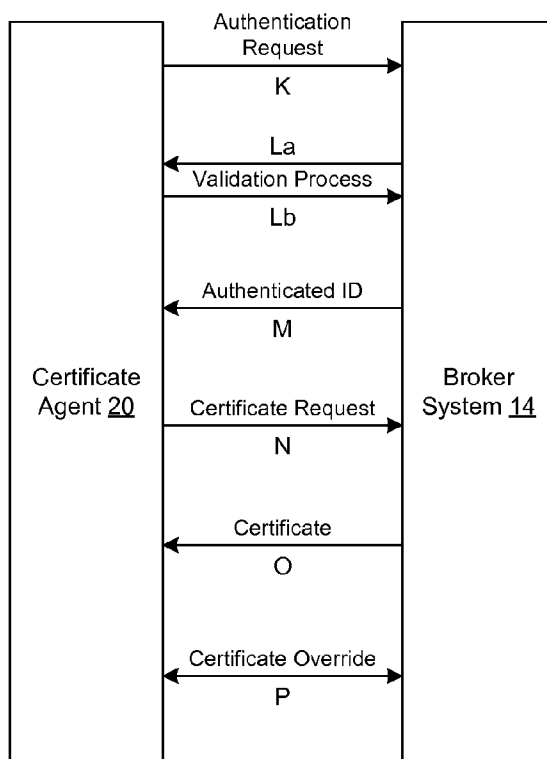 Authentication
Request
K
La
Validation Process
Lb
Authenticated ID
M
Certificate
Agent 20
Broker
System 14
Certificate Request
N
Certificate
O
Certificate Override
P